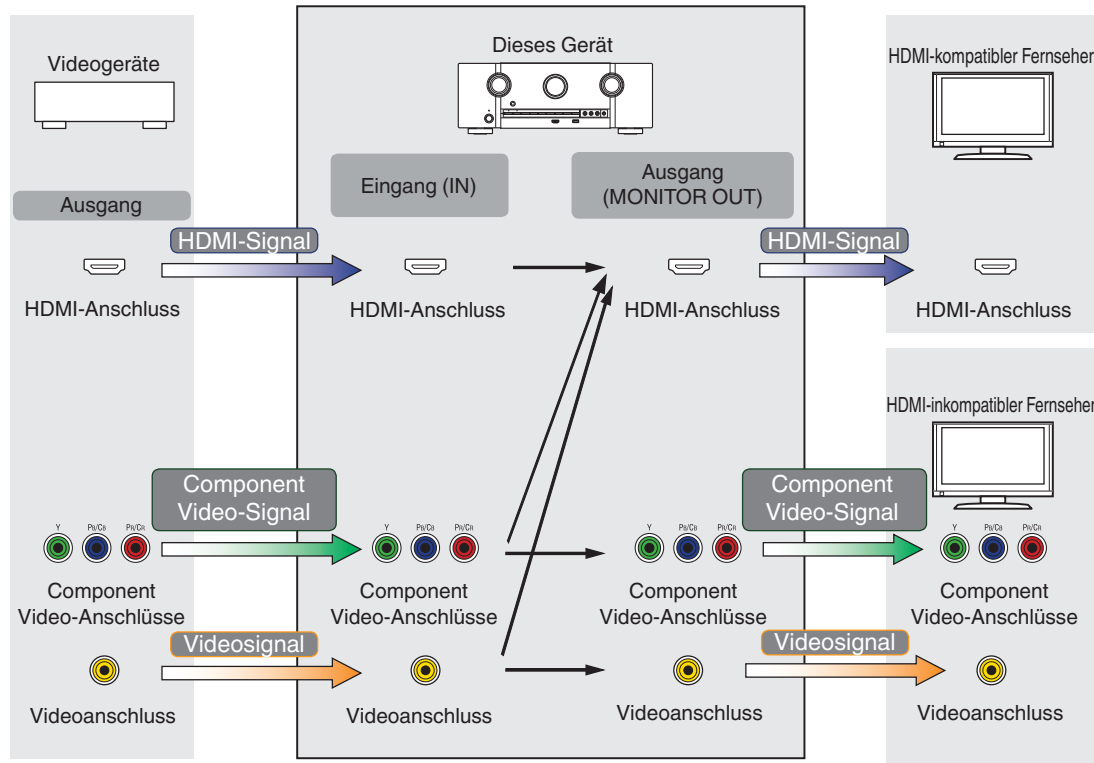 Videogeräte
Dieses Gerät
HDMI-kompatibler Fernseher
Ausgang
Eingang (IN)
Ausgang
(MONITOR OUT)
HDMI-Signal
HDMI-Signal
HDMI-Anschluss
HDMI-Anschluss
HDMI-Anschluss
HDMI-Anschluss
HDMI-inkompatibler Fernseher
Component
Video-Signal
Component
Video-Signal
Y PB/CB PR/CR
Y PB/CB PR/CR
Y PB/CB PR/CR
Y PB/CB PR/CR
Component
Video-Anschlüsse
Component
Video-Anschlüsse
Component
Video-Anschlüsse
Component
Video-Anschlüsse
Videosignal
Videosignal
Videoanschluss
Videoanschluss
Videoanschluss
Videoanschluss